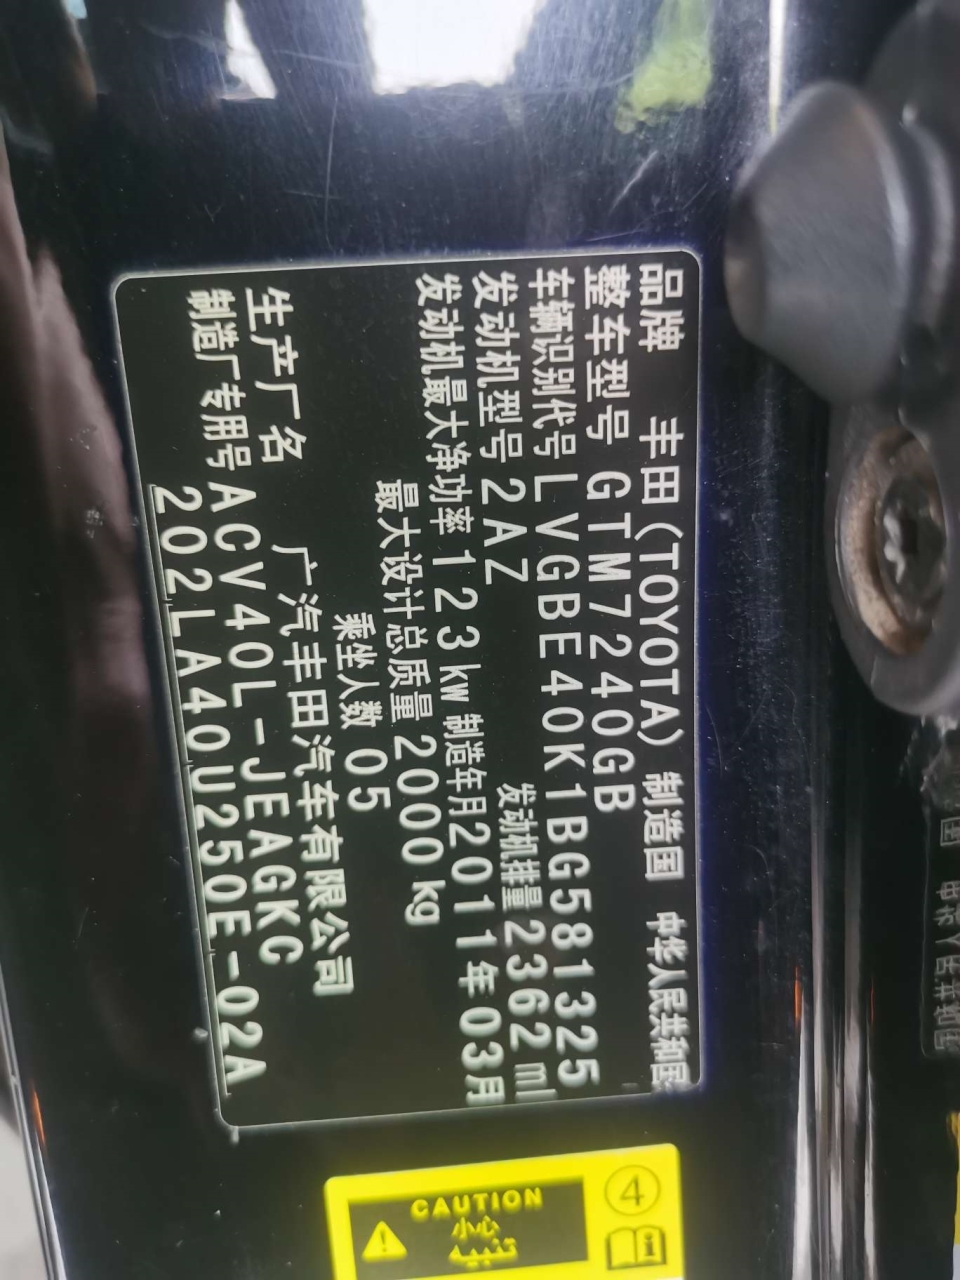 品牌 丰田(TOYOTA) 制造国 中华人民共和国
整车型号 GTM7240GB
车辆识别代号 LVGBE40K1BG581325
发动机型号 2AZ 发动机排量 2362 ml
发动机最大净功率 123kw 制造年月 2011年03月
最大设计总质量 2000kg
乘坐人数 05
生产厂名 广汽丰田汽车有限公司
制造厂专用号 ACV40L-JEAGKC
202LA40U250E-02A
④
CAUTION
小心
تنبيه